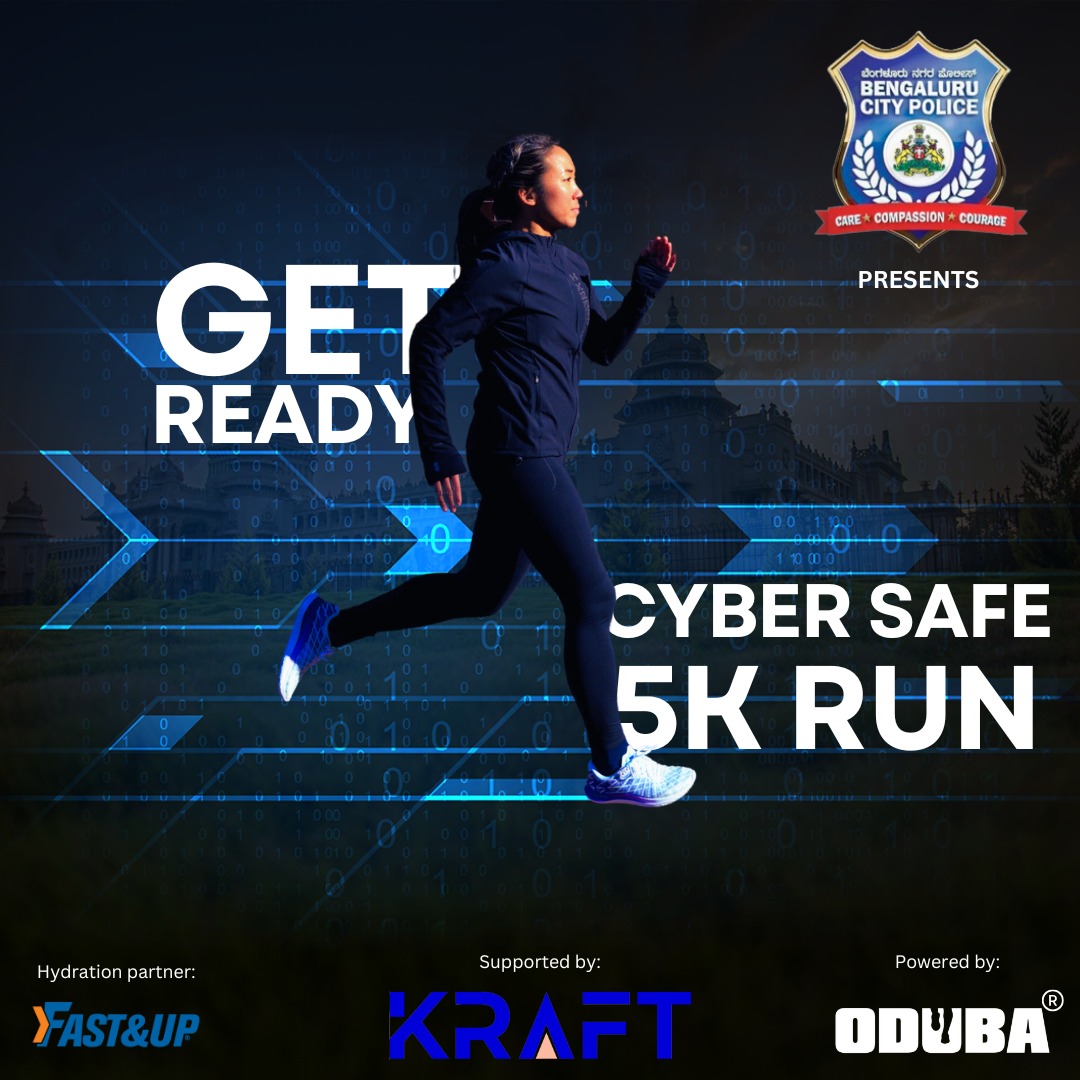 ಬೆಂಗಳೂರು ನಗರ ಪೊಲೀಸ್
BENGALURU
CITY POLICE
CARE ★ COMPASSION ★ COURAGE
PRESENTS
GET
READY
CYBER SAFE
5K RUN
Hydration partner:
FAST&UP
Supported by:
KRAFT
Powered by:
ODUBA®